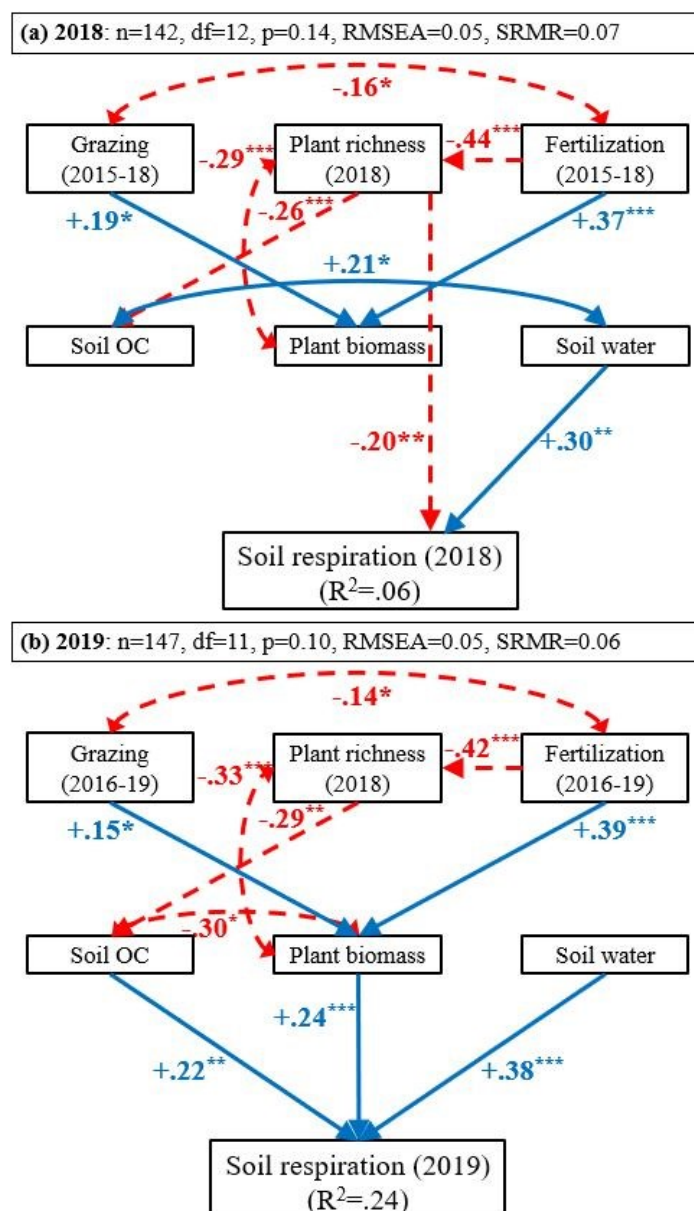 (a) 2018: n=142, df=12, p=0.14, RMSEA=0.05, SRMR=0.07
-.16*
Grazing
(2015-18)
-.29***
Plant richness
(2018)
-.44***
Fertilization
(2015-18)
+.19*
-.26***
+.37***
+.21*
Soil OC
Plant biomass
Soil water
-.20**
+.30**
Soil respiration (2018)
(R²=.06)
(b) 2019: n=147, df=11, p=0.10, RMSEA=0.05, SRMR=0.06
-.14*
Grazing
(2016-19)
-.33***
Plant richness
(2018)
-.42***
Fertilization
(2016-19)
+.15*
-.29**
+.39***
Soil OC
-.30*
Plant biomass
Soil water
+.24***
+.22**
+.38***
Soil respiration (2019)
(R²=.24)